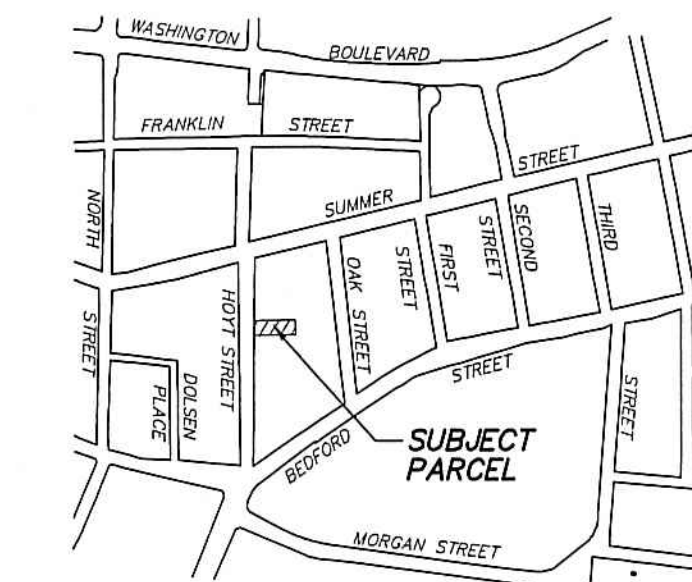 WASHINGTON
BOULEVARD
FRANKLIN
STREET
STREET
SUMMER
NORTH
STREET
HOYT STREET
OAK STREET
STREET
FIRST
STREET
SECOND
THIRD
DOLSEN
PLACE
STREET
STREET
BEDFORD
SUBJECT
PARCEL
MORGAN STREET